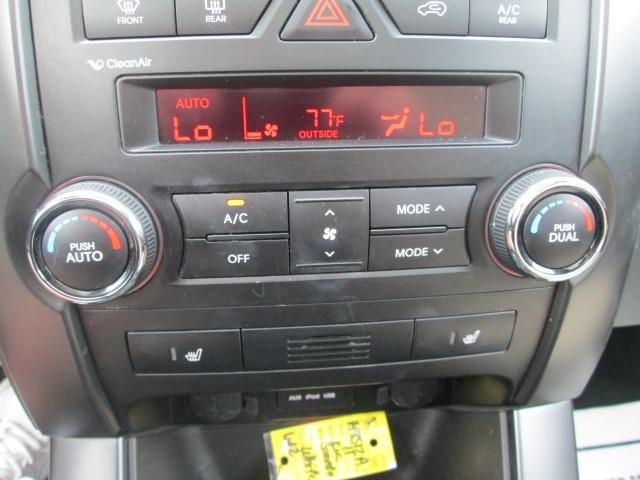 FRONT
REAR
A/C
REAR
CleanAir
AUTO
Lo
77°F
OUTSIDE
Lo
PUSH
AUTO
A/C
OFF
MODE
MODE
PUSH
DUAL
AUX iPod USB